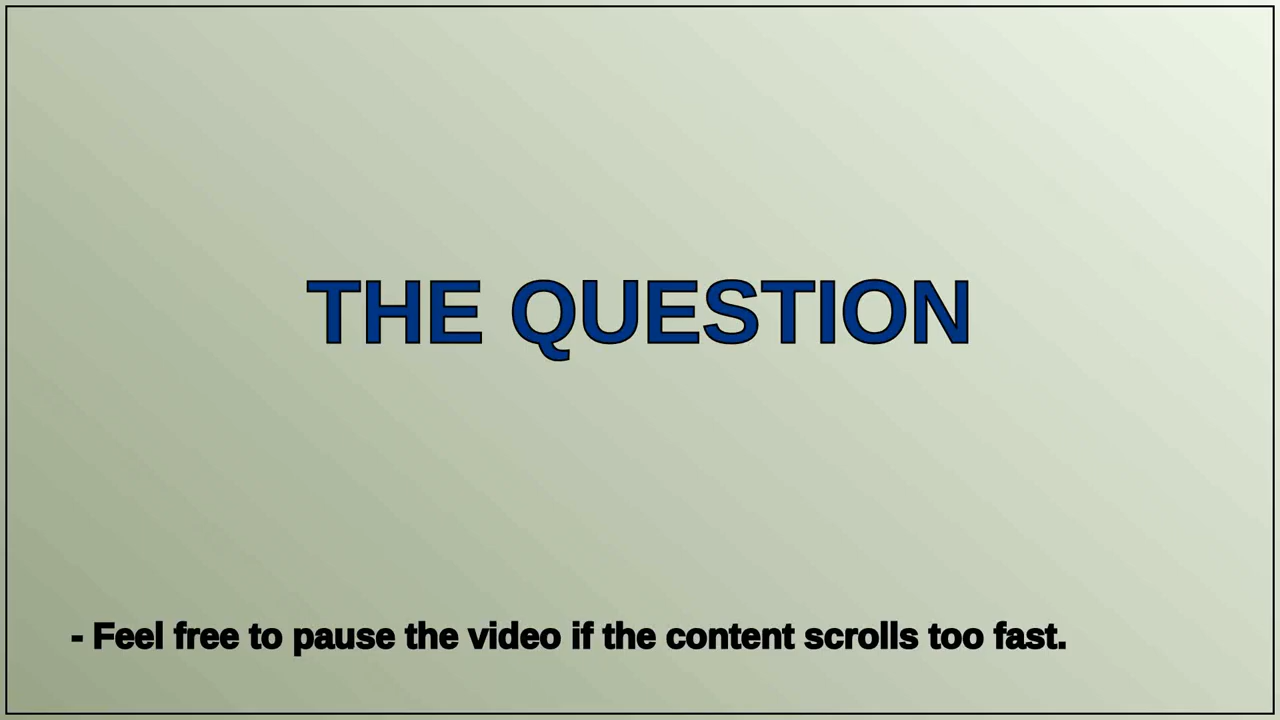 THE QUESTION
- Feel free to pause the video if the content scrolls too fast.